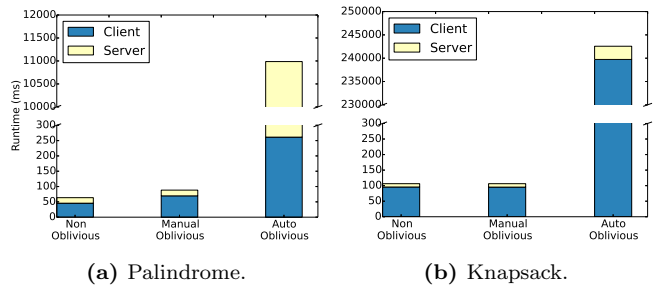 12000
11500
11000
10500
10000
300
250
200
150
100
50
0
Runtime (ms)
Client
Server
Non
Oblivious
Manual
Oblivious
Auto
Oblivious
(a) Palindrome.
250000
245000
240000
235000
230000
300
250
200
150
100
50
0
Client
Server
Non
Oblivious
Manual
Oblivious
Auto
Oblivious
(b) Knapsack.